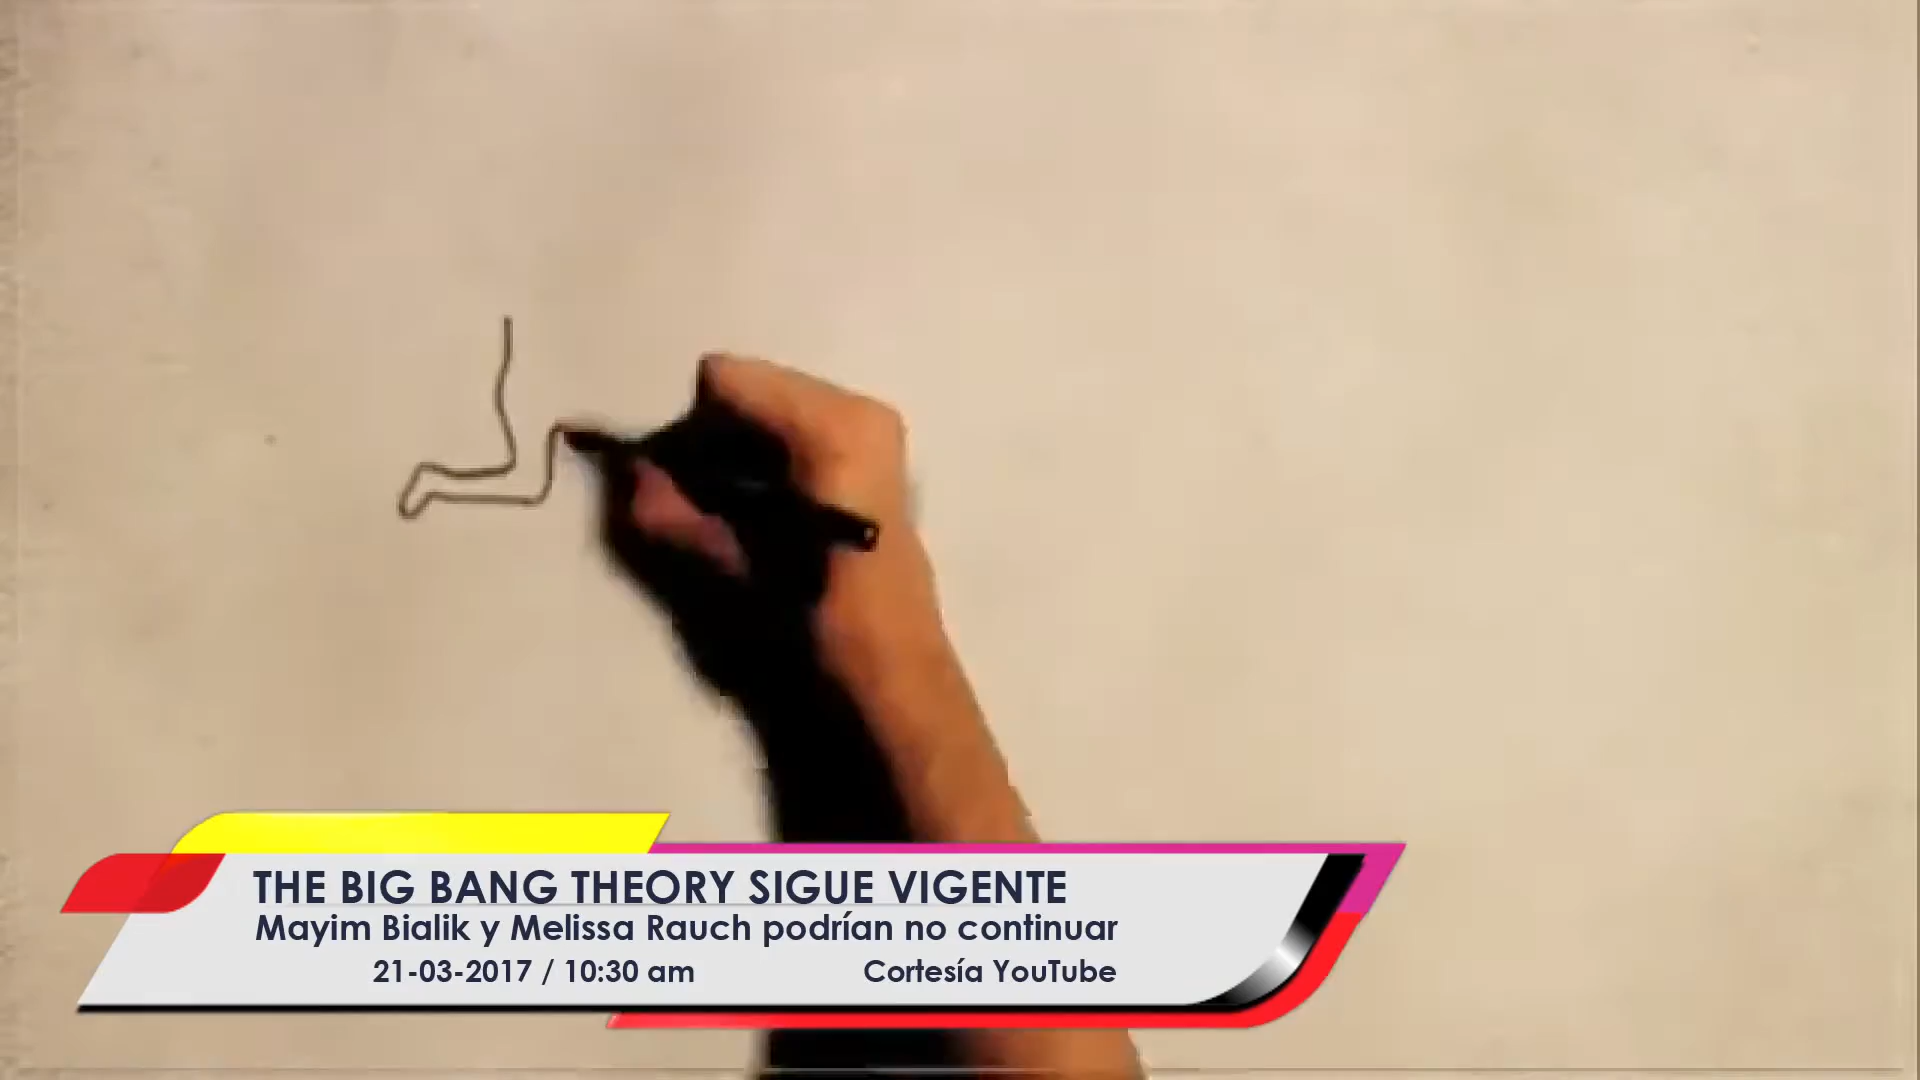 THE BIG BANG THEORY SIGUE VIGENTE
Mayim Bialik y Melissa Rauch podrían no continuar
21-03-2017 / 10:30 am Cortesía YouTube